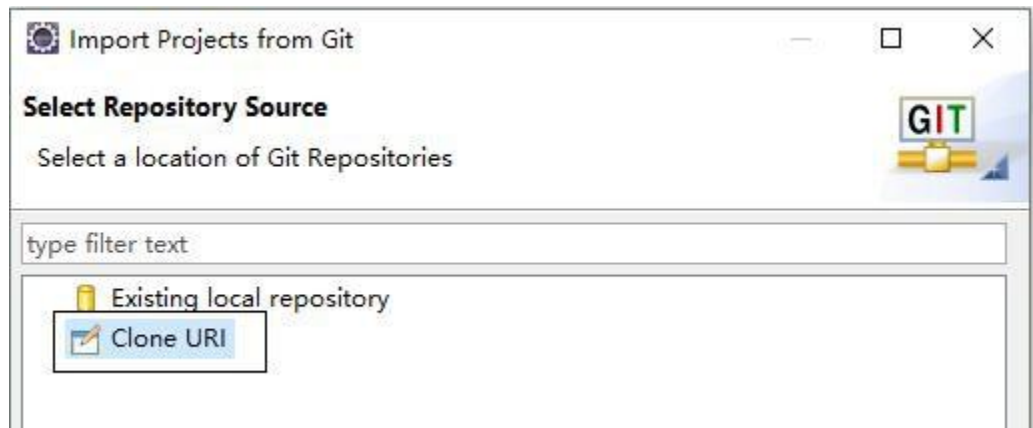 Import Projects from Git
Select Repository Source
Select a location of Git Repositories
GIT
type filter text
Existing local repository
Clone URI